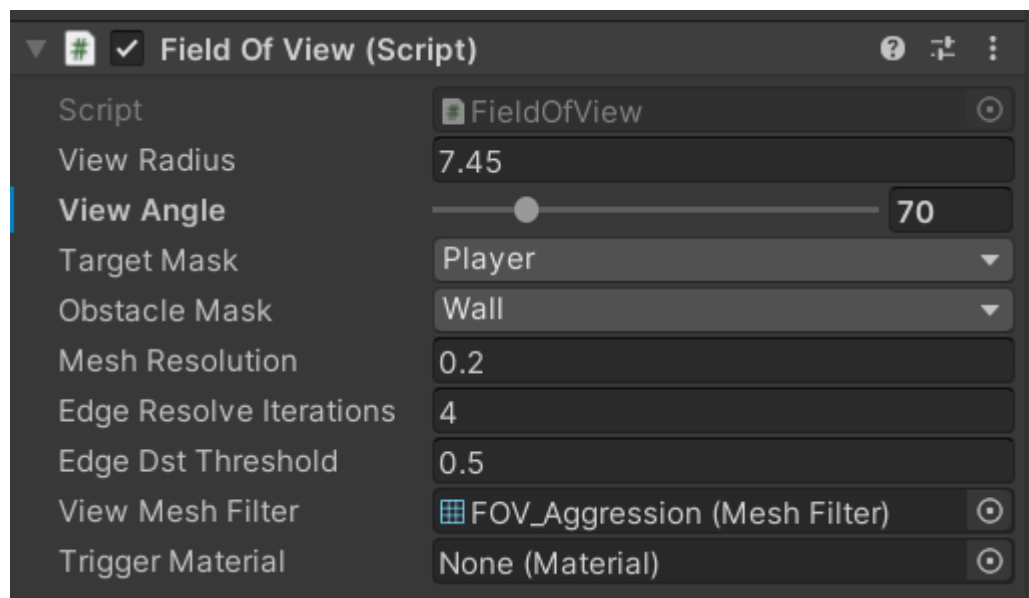 Field Of View (Script)
Script FieldOfView
View Radius 7.45
View Angle 70
Target Mask Player
Obstacle Mask Wall
Mesh Resolution 0.2
Edge Resolve Iterations 4
Edge Dst Threshold 0.5
View Mesh Filter FOV_Aggression (Mesh Filter)
Trigger Material None (Material)